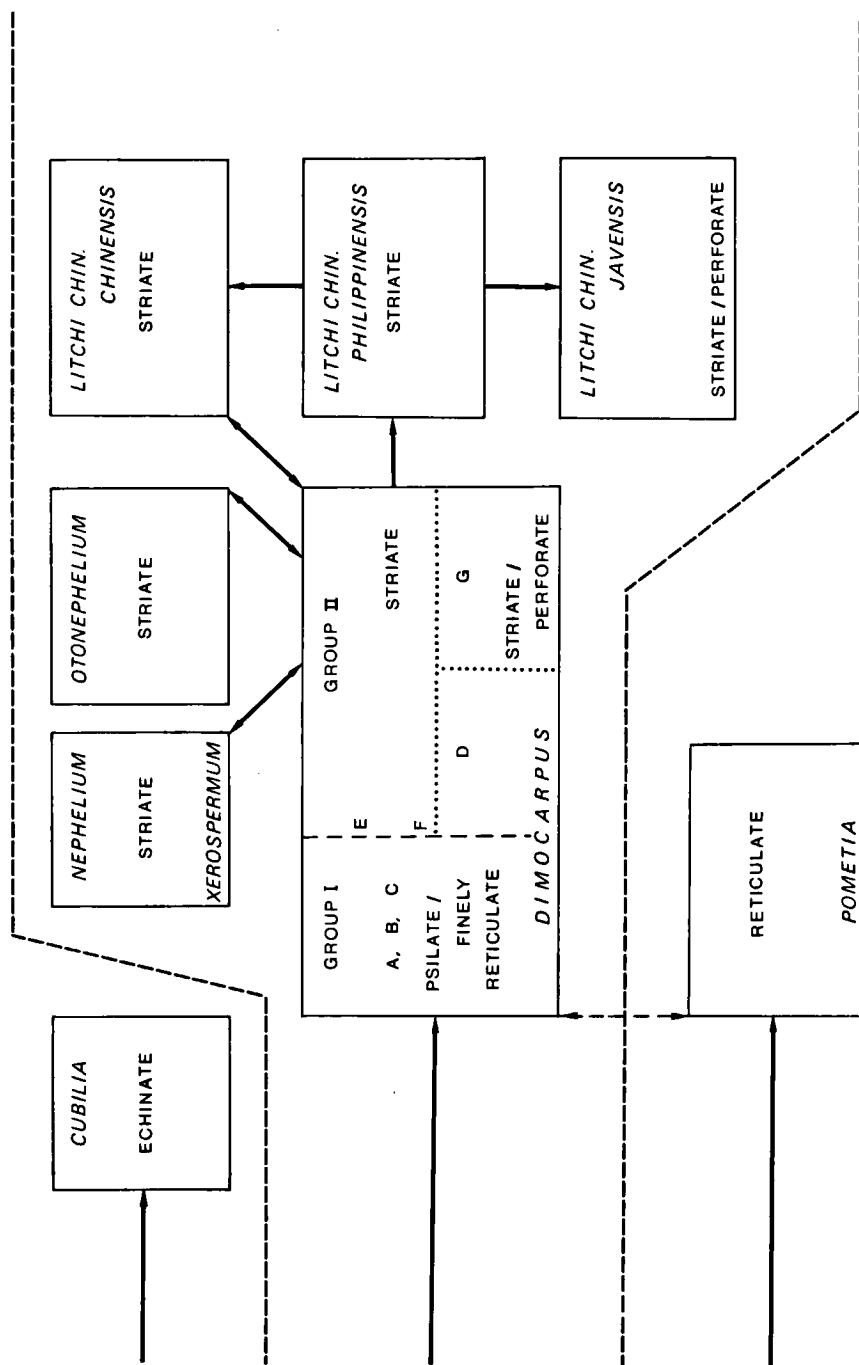 CUBILIA
ECHINATE
NEPHELIUM
STRIATE
XEROSPERMUM
OTONEPHELIUM
STRIATE
LITCHI CHIN.
CHINENSIS
STRIATE
GROUP I
A, B, C
PSILATE /
FINELY
RETICULATE
E
F
GROUP II
STRIATE
D
G
STRIATE /
PERFORATE
DIMOCARPUS
LITCHI CHIN.
PHILIPPINENSIS
STRIATE
LITCHI CHIN.
JAVENSIS
STRIATE / PERFORATE
RETICULATE
POMETIA